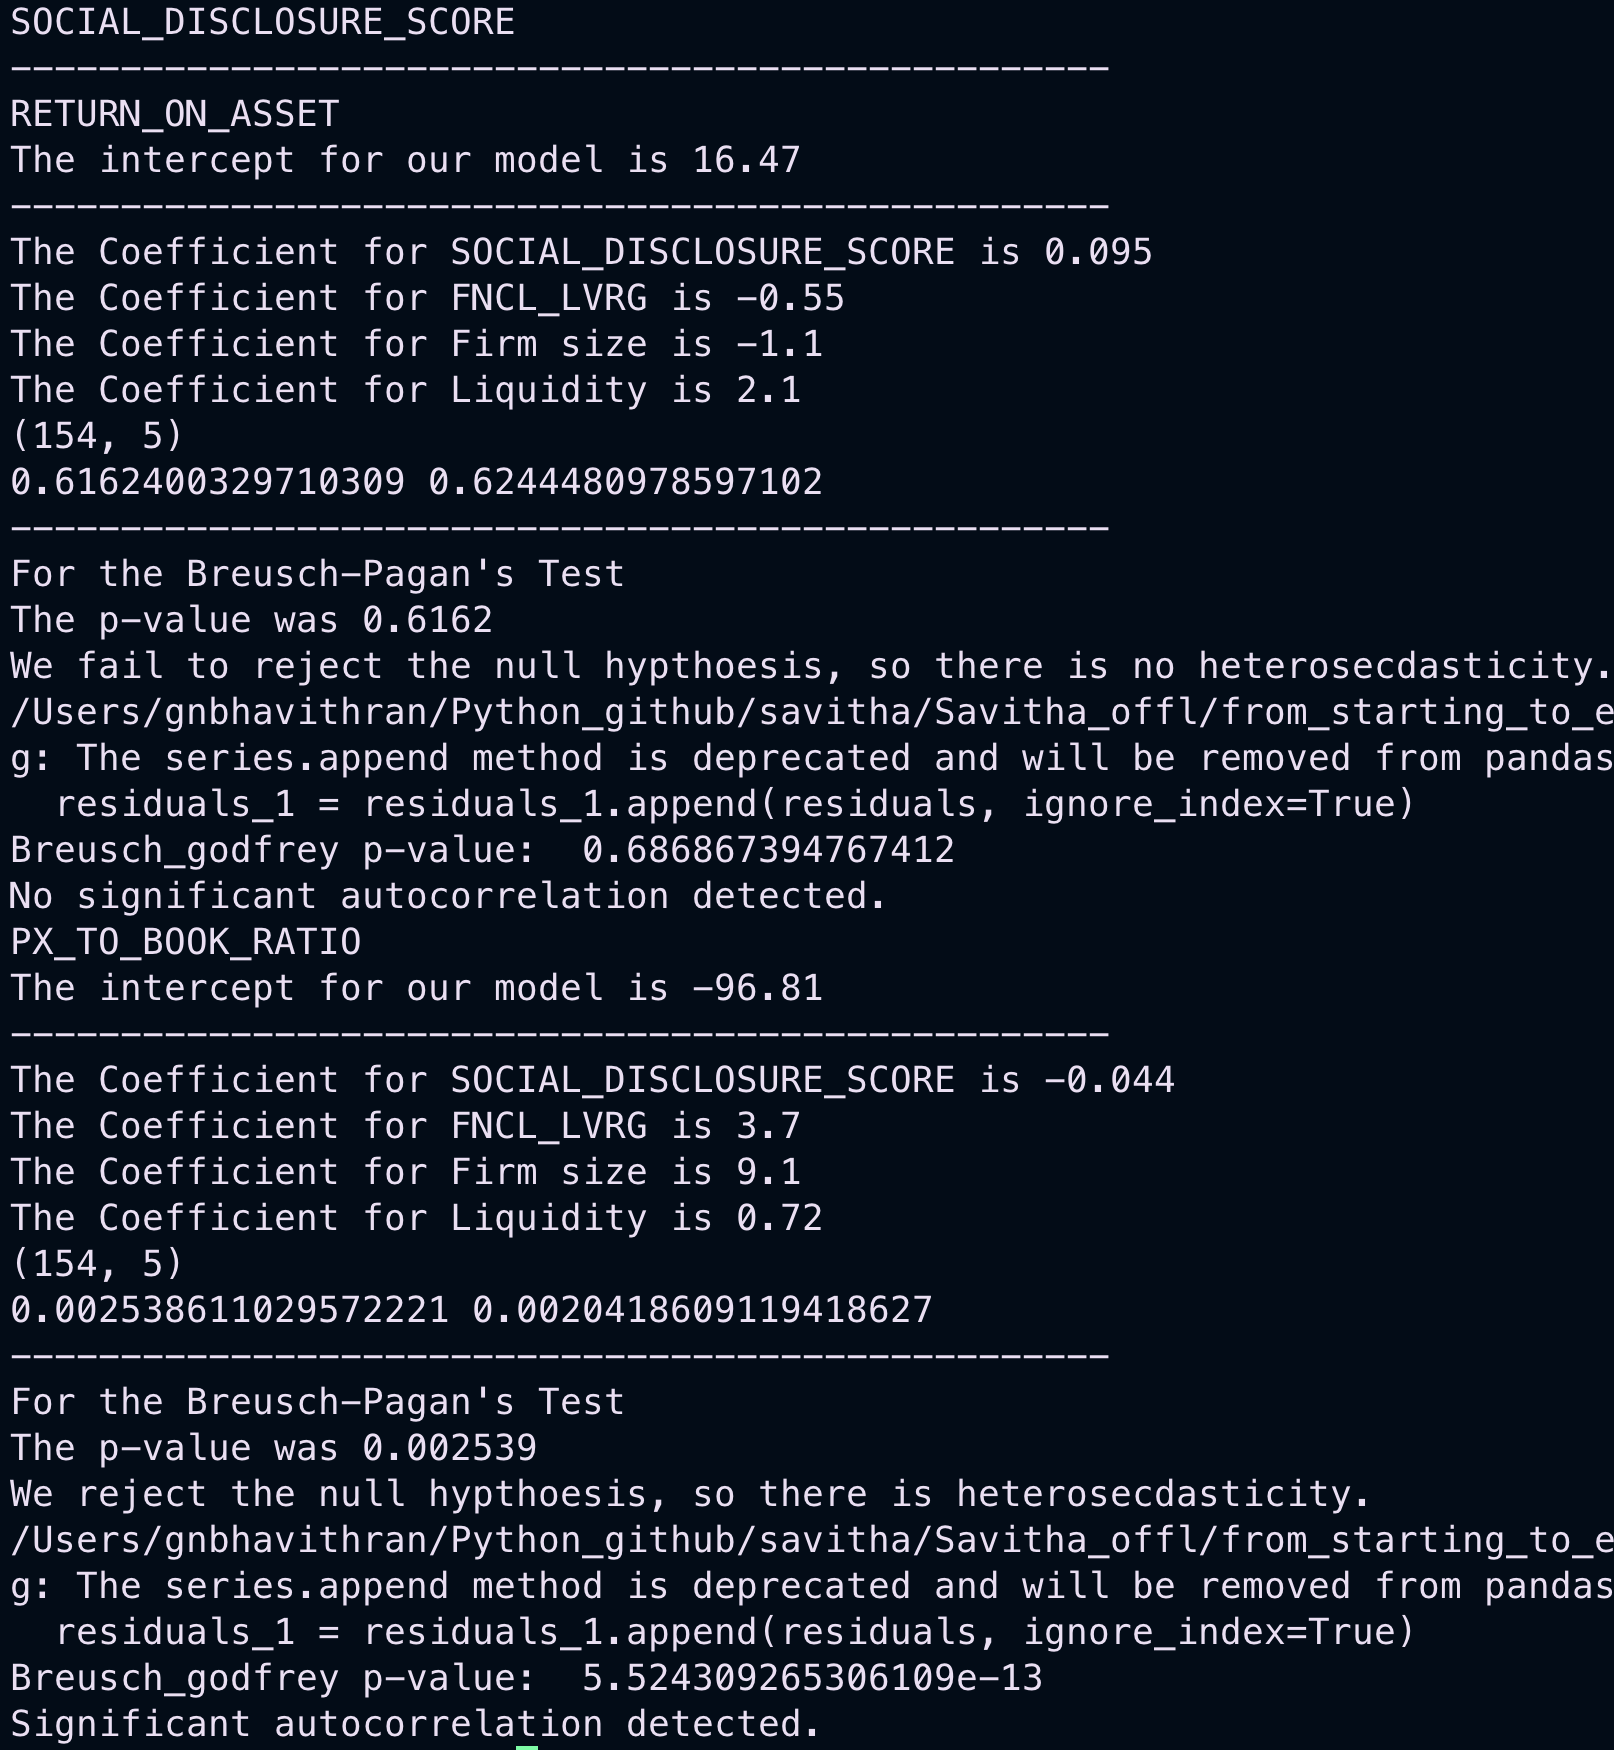 SOCIAL_DISCLOSURE_SCORE
--------------------------------------------------
RETURN_ON_ASSET
The intercept for our model is 16.47
--------------------------------------------------
The Coefficient for SOCIAL_DISCLOSURE_SCORE is 0.095
The Coefficient for FNCL_LVRG is -0.55
The Coefficient for Firm size is -1.1
The Coefficient for Liquidity is 2.1
(154, 5)
0.6162400329710309 0.6244480978597102
--------------------------------------------------
For the Breusch-Pagan's Test
The p-value was 0.6162
We fail to reject the null hypthoesis, so there is no heterosecdasticity.
/Users/gnbhavithran/Python_github/savitha/Savitha_offl/from_starting_to_e
g: The series.append method is deprecated and will be removed from pandas
  residuals_1 = residuals_1.append(residuals, ignore_index=True)
Breusch_godfrey p-value:  0.686867394767412
No significant autocorrelation detected.
PX_TO_BOOK_RATIO
The intercept for our model is -96.81
--------------------------------------------------
The Coefficient for SOCIAL_DISCLOSURE_SCORE is -0.044
The Coefficient for FNCL_LVRG is 3.7
The Coefficient for Firm size is 9.1
The Coefficient for Liquidity is 0.72
(154, 5)
0.002538611029572221 0.0020418609119418627
--------------------------------------------------
For the Breusch-Pagan's Test
The p-value was 0.002539
We reject the null hypthoesis, so there is heterosecdasticity.
/Users/gnbhavithran/Python_github/savitha/Savitha_offl/from_starting_to_e
g: The series.append method is deprecated and will be removed from pandas
  residuals_1 = residuals_1.append(residuals, ignore_index=True)
Breusch_godfrey p-value:  5.524309265306109e-13
Significant autocorrelation detected.